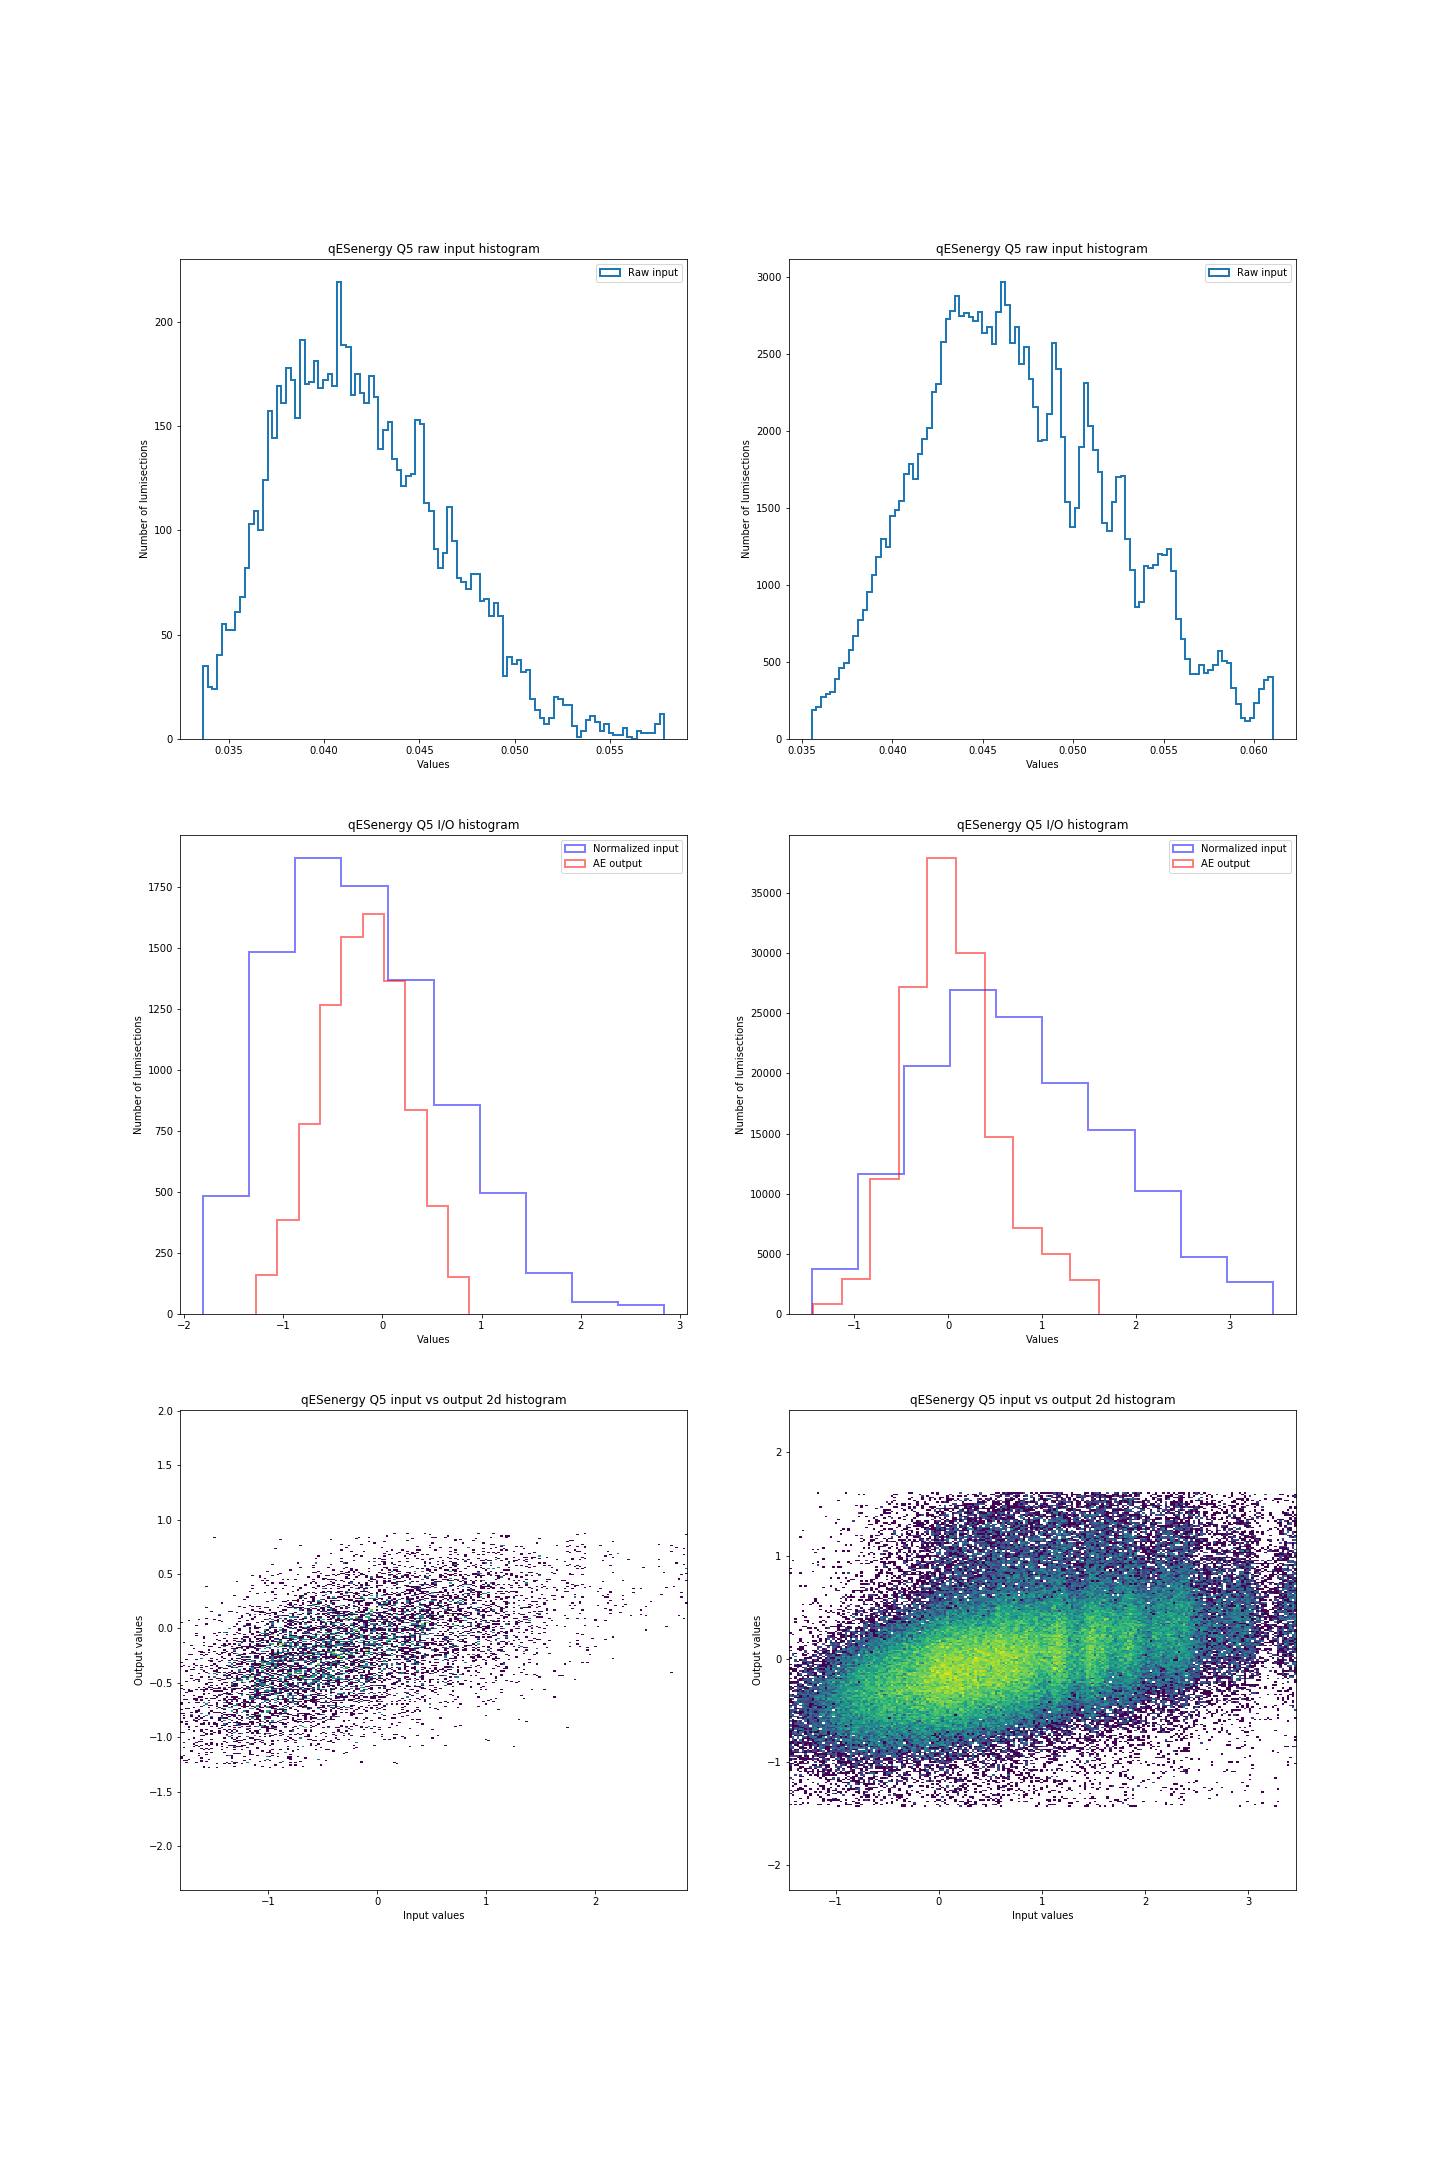 qESenergy Q5 raw input histogram
Raw input
Number of lumisections
200
150
100
50
0
0.035 0.040 0.045 0.050 0.055
Values
qESenergy Q5 raw input histogram
Raw input
Number of lumisections
3000
2500
2000
1500
1000
500
0
0.035 0.040 0.045 0.050 0.055 0.060
Values
qESenergy Q5 I/O histogram
Normalized input
AE output
Number of lumisections
1750
1500
1250
1000
750
500
250
0
−2 −1 0 1 2 3
Values
qESenergy Q5 I/O histogram
Normalized input
AE output
Number of lumisections
35000
30000
25000
20000
15000
10000
5000
0
−1 0 1 2 3
Values
qESenergy Q5 input vs output 2d histogram
Output values
2.0
1.5
1.0
0.5
0.0
−0.5
−1.0
−1.5
−2.0
−1 0 1 2
Input values
qESenergy Q5 input vs output 2d histogram
Output values
2
1
0
−1
−2
−1 0 1 2 3
Input values